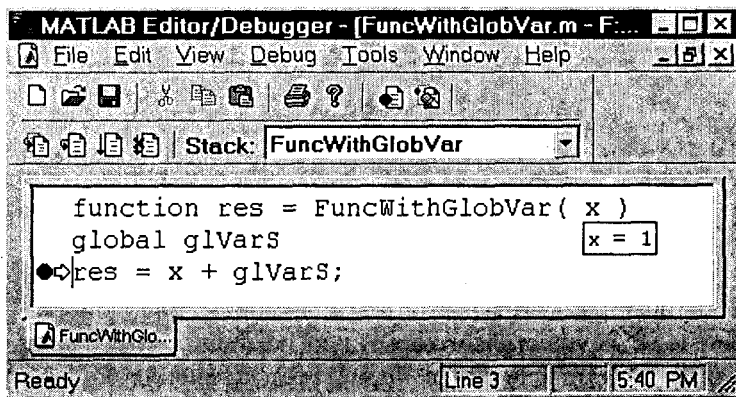 MATLAB Editor/Debugger - [FuncWithGlobVar.m - F:...
File Edit View Debug Tools Window Help
Stack: FuncWithGlobVar
function res = FuncWithGlobVar( x )
global glVarS
x = 1
res = x + glVarS;
FuncWithGlo...
Ready Line 3 5:40 PM